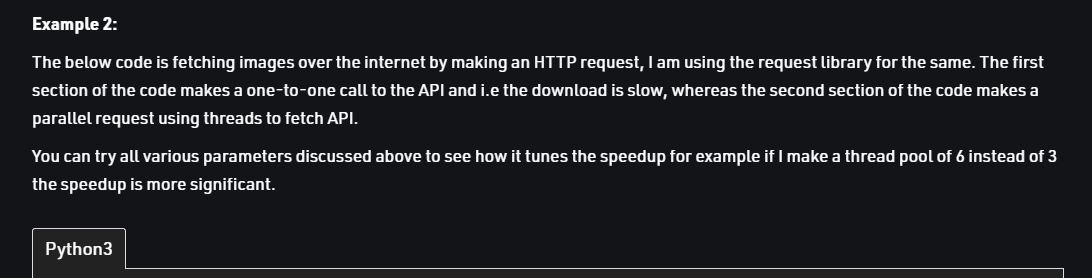 Example 2:
The below code is fetching images over the internet by making an HTTP request, I am using the request library for the same. The first
section of the code makes a one-to-one call to the API and i.e the download is slow, whereas the second section of the code makes a
parallel request using threads to fetch API.
You can try all various parameters discussed above to see how it tunes the speedup for example if I make a thread pool of 6 instead of 3
the speedup is more significant.
Python3